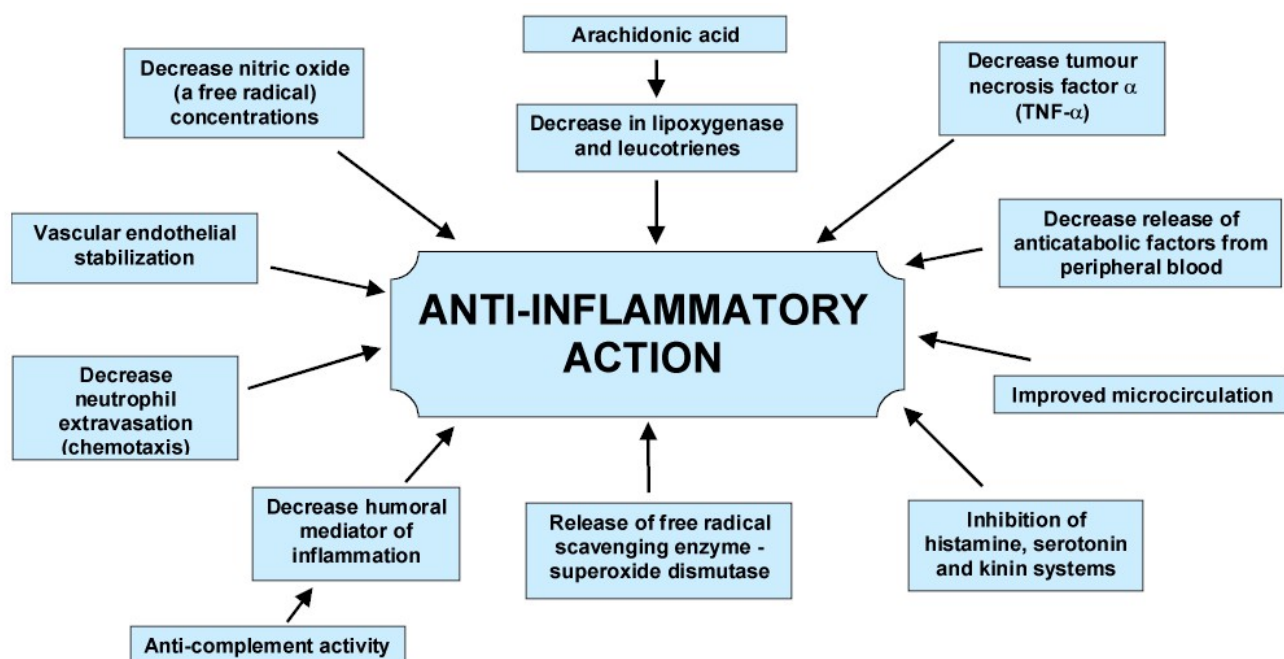 Arachidonic acid
Decrease nitric oxide
(a free radical)
concentrations
Decrease in lipoxygenase
and leucotrienes
Decrease tumour
necrosis factor α
(TNF-α)
Vascular endothelial
stabilization
Decrease release of
anticatabolic factors from
peripheral blood
ANTI-INFLAMMATORY
ACTION
Decrease
neutrophil
extravasation
(chemotaxis)
Improved microcirculation
Decrease humoral
mediator of
inflammation
Release of free radical
scavenging enzyme -
superoxide dismutase
Inhibition of
histamine, serotonin
and kinin systems
Anti-complement activity